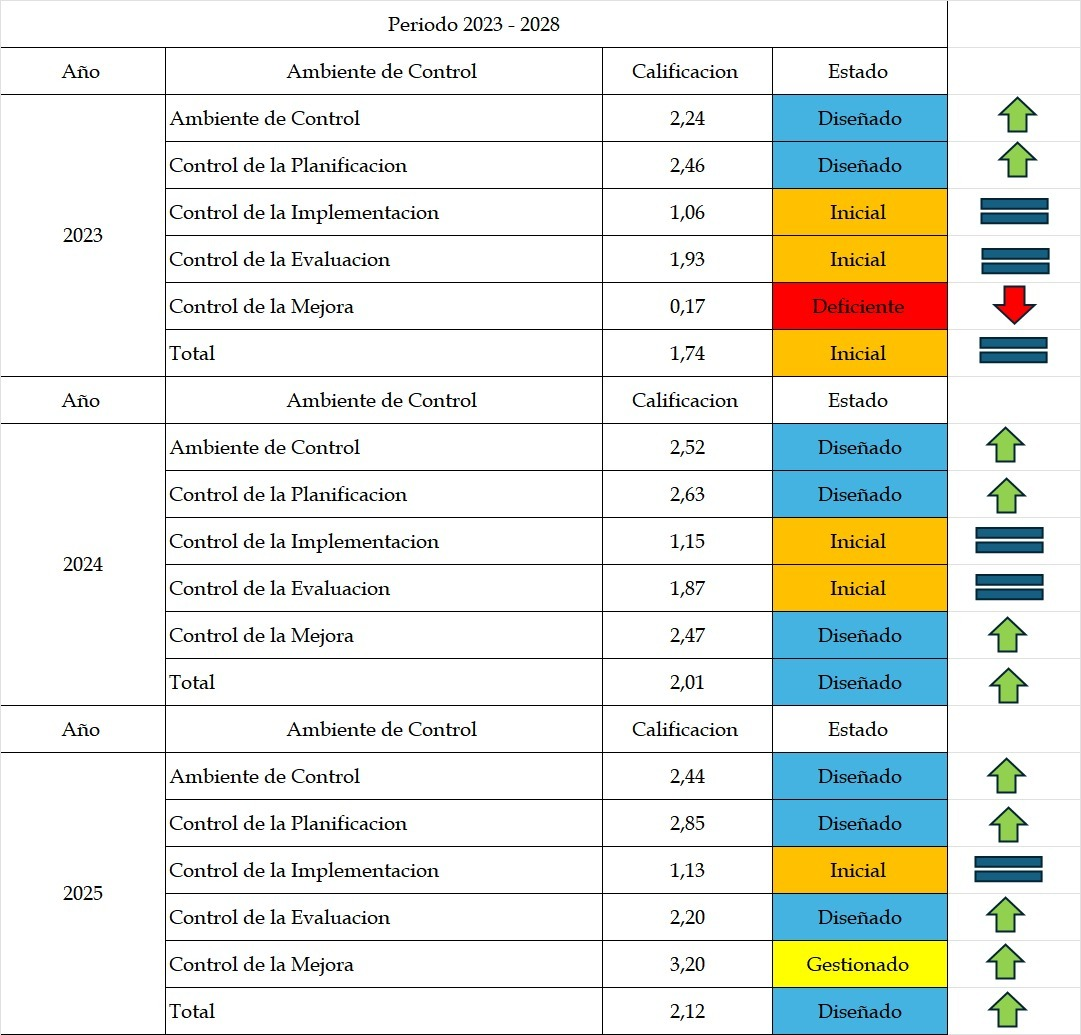 Periodo 2023 - 2028
Año Ambiente de Control Calificacion Estado
Ambiente de Control 2,24 Diseñado
Control de la Planificacion 2,46 Diseñado
Control de la Implementacion 1,06 Inicial
2023
Control de la Evaluacion 1,93 Inicial
Control de la Mejora 0,17 Deficiente
Total 1,74 Inicial
Año Ambiente de Control Calificacion Estado
Ambiente de Control 2,52 Diseñado
Control de la Planificacion 2,63 Diseñado
Control de la Implementacion 1,15 Inicial
2024
Control de la Evaluacion 1,87 Inicial
Control de la Mejora 2,47 Diseñado
Total 2,01 Diseñado
Año Ambiente de Control Calificacion Estado
Ambiente de Control 2,44 Diseñado
Control de la Planificacion 2,85 Diseñado
Control de la Implementacion 1,13 Inicial
2025
Control de la Evaluacion 2,20 Diseñado
Control de la Mejora 3,20 Gestionado
Total 2,12 Diseñado